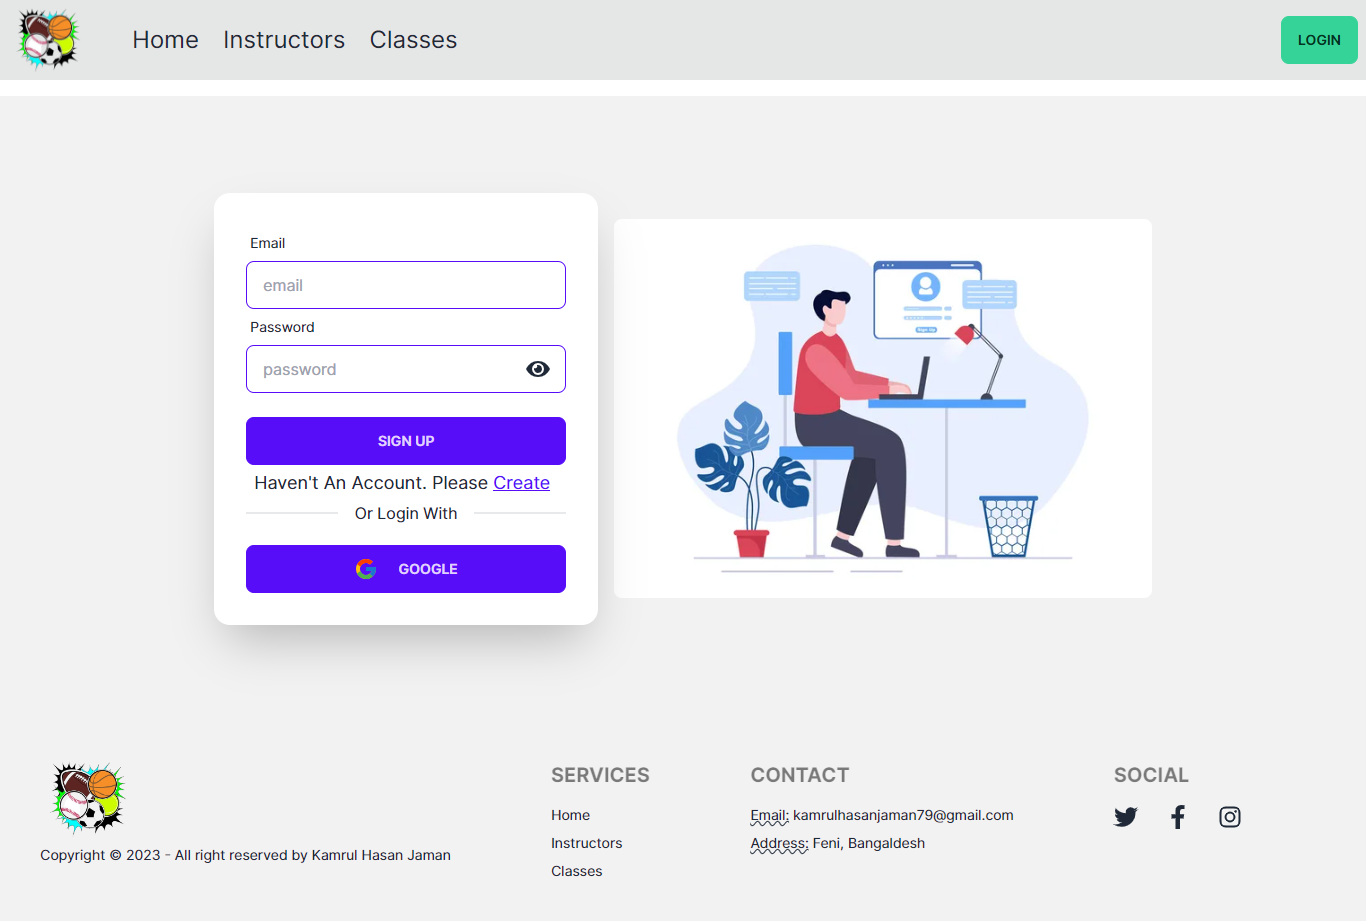 Home Instructors Classes LOGIN
Email
email
Password
password
SIGN UP
Haven't An Account. Please Create
Or Login With
GOOGLE
Sign Up
SERVICES
Home
Instructors
Classes
CONTACT
Email: kamrulhasanjaman79@gmail.com
Address: Feni, Bangaldesh
SOCIAL
Copyright © 2023 - All right reserved by Kamrul Hasan Jaman